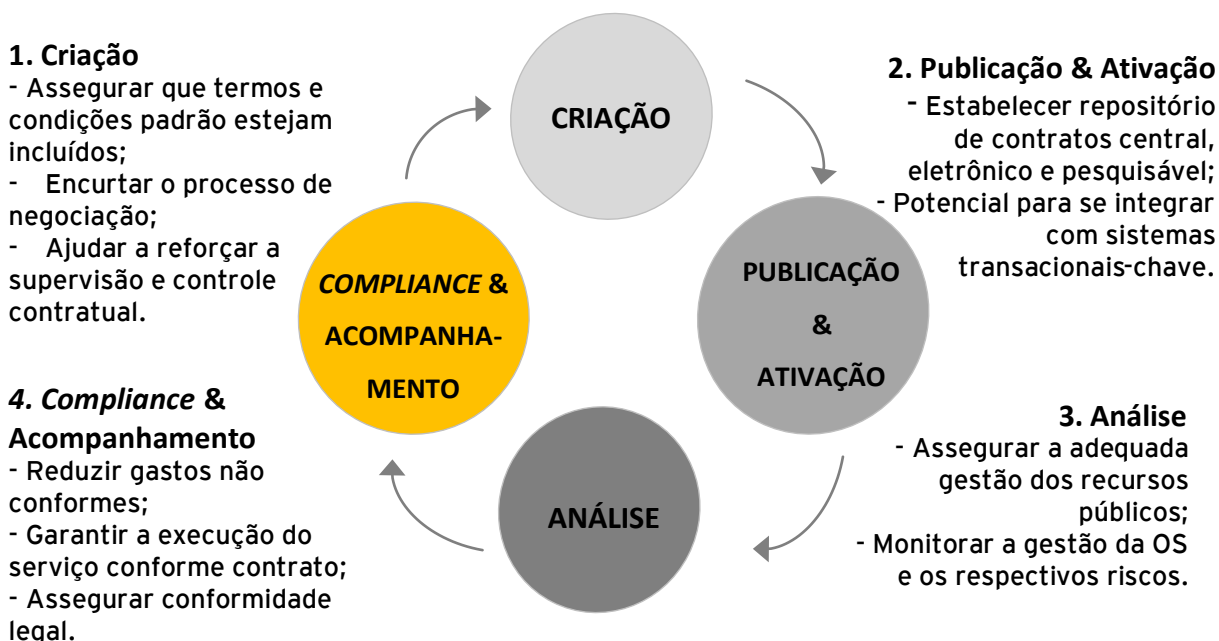 1. Criação
- Assegurar que termos e
condições padrão estejam
incluídos;
- Encurtar o processo de
negociação;
- Ajudar a reforçar a
supervisão e controle
contratual.
CRIAÇÃO
2. Publicação & Ativação
- Estabelecer repositório
de contratos central,
eletrônico e pesquisável;
- Potencial para se integrar
com sistemas
transacionais-chave.
COMPLIANCE &
ACOMPANHA-
MENTO
PUBLICAÇÃO
&
ATIVAÇÃO
4. Compliance &
Acompanhamento
- Reduzir gastos não
conformes;
- Garantir a execução do
serviço conforme contrato;
- Assegurar conformidade
legal.
ANÁLISE
3. Análise
- Assegurar a adequada
gestão dos recursos
públicos;
- Monitorar a gestão da OS
e os respectivos riscos.